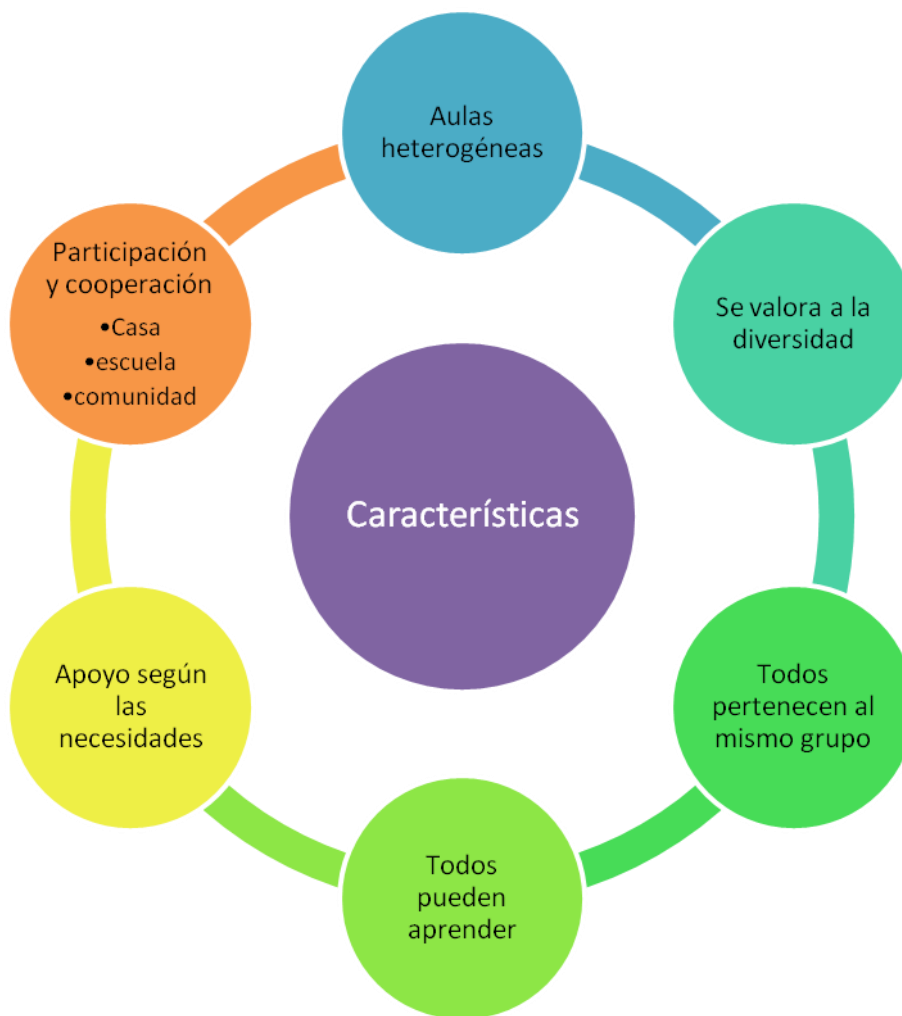 Aulas
heterogéneas
Se valora a la
diversidad
Todos
pertenecen al
mismo grupo
Todos
pueden
aprender
Apoyo según
las
necesidades
Participación
y cooperación
•Casa
•escuela
•comunidad
Característícas